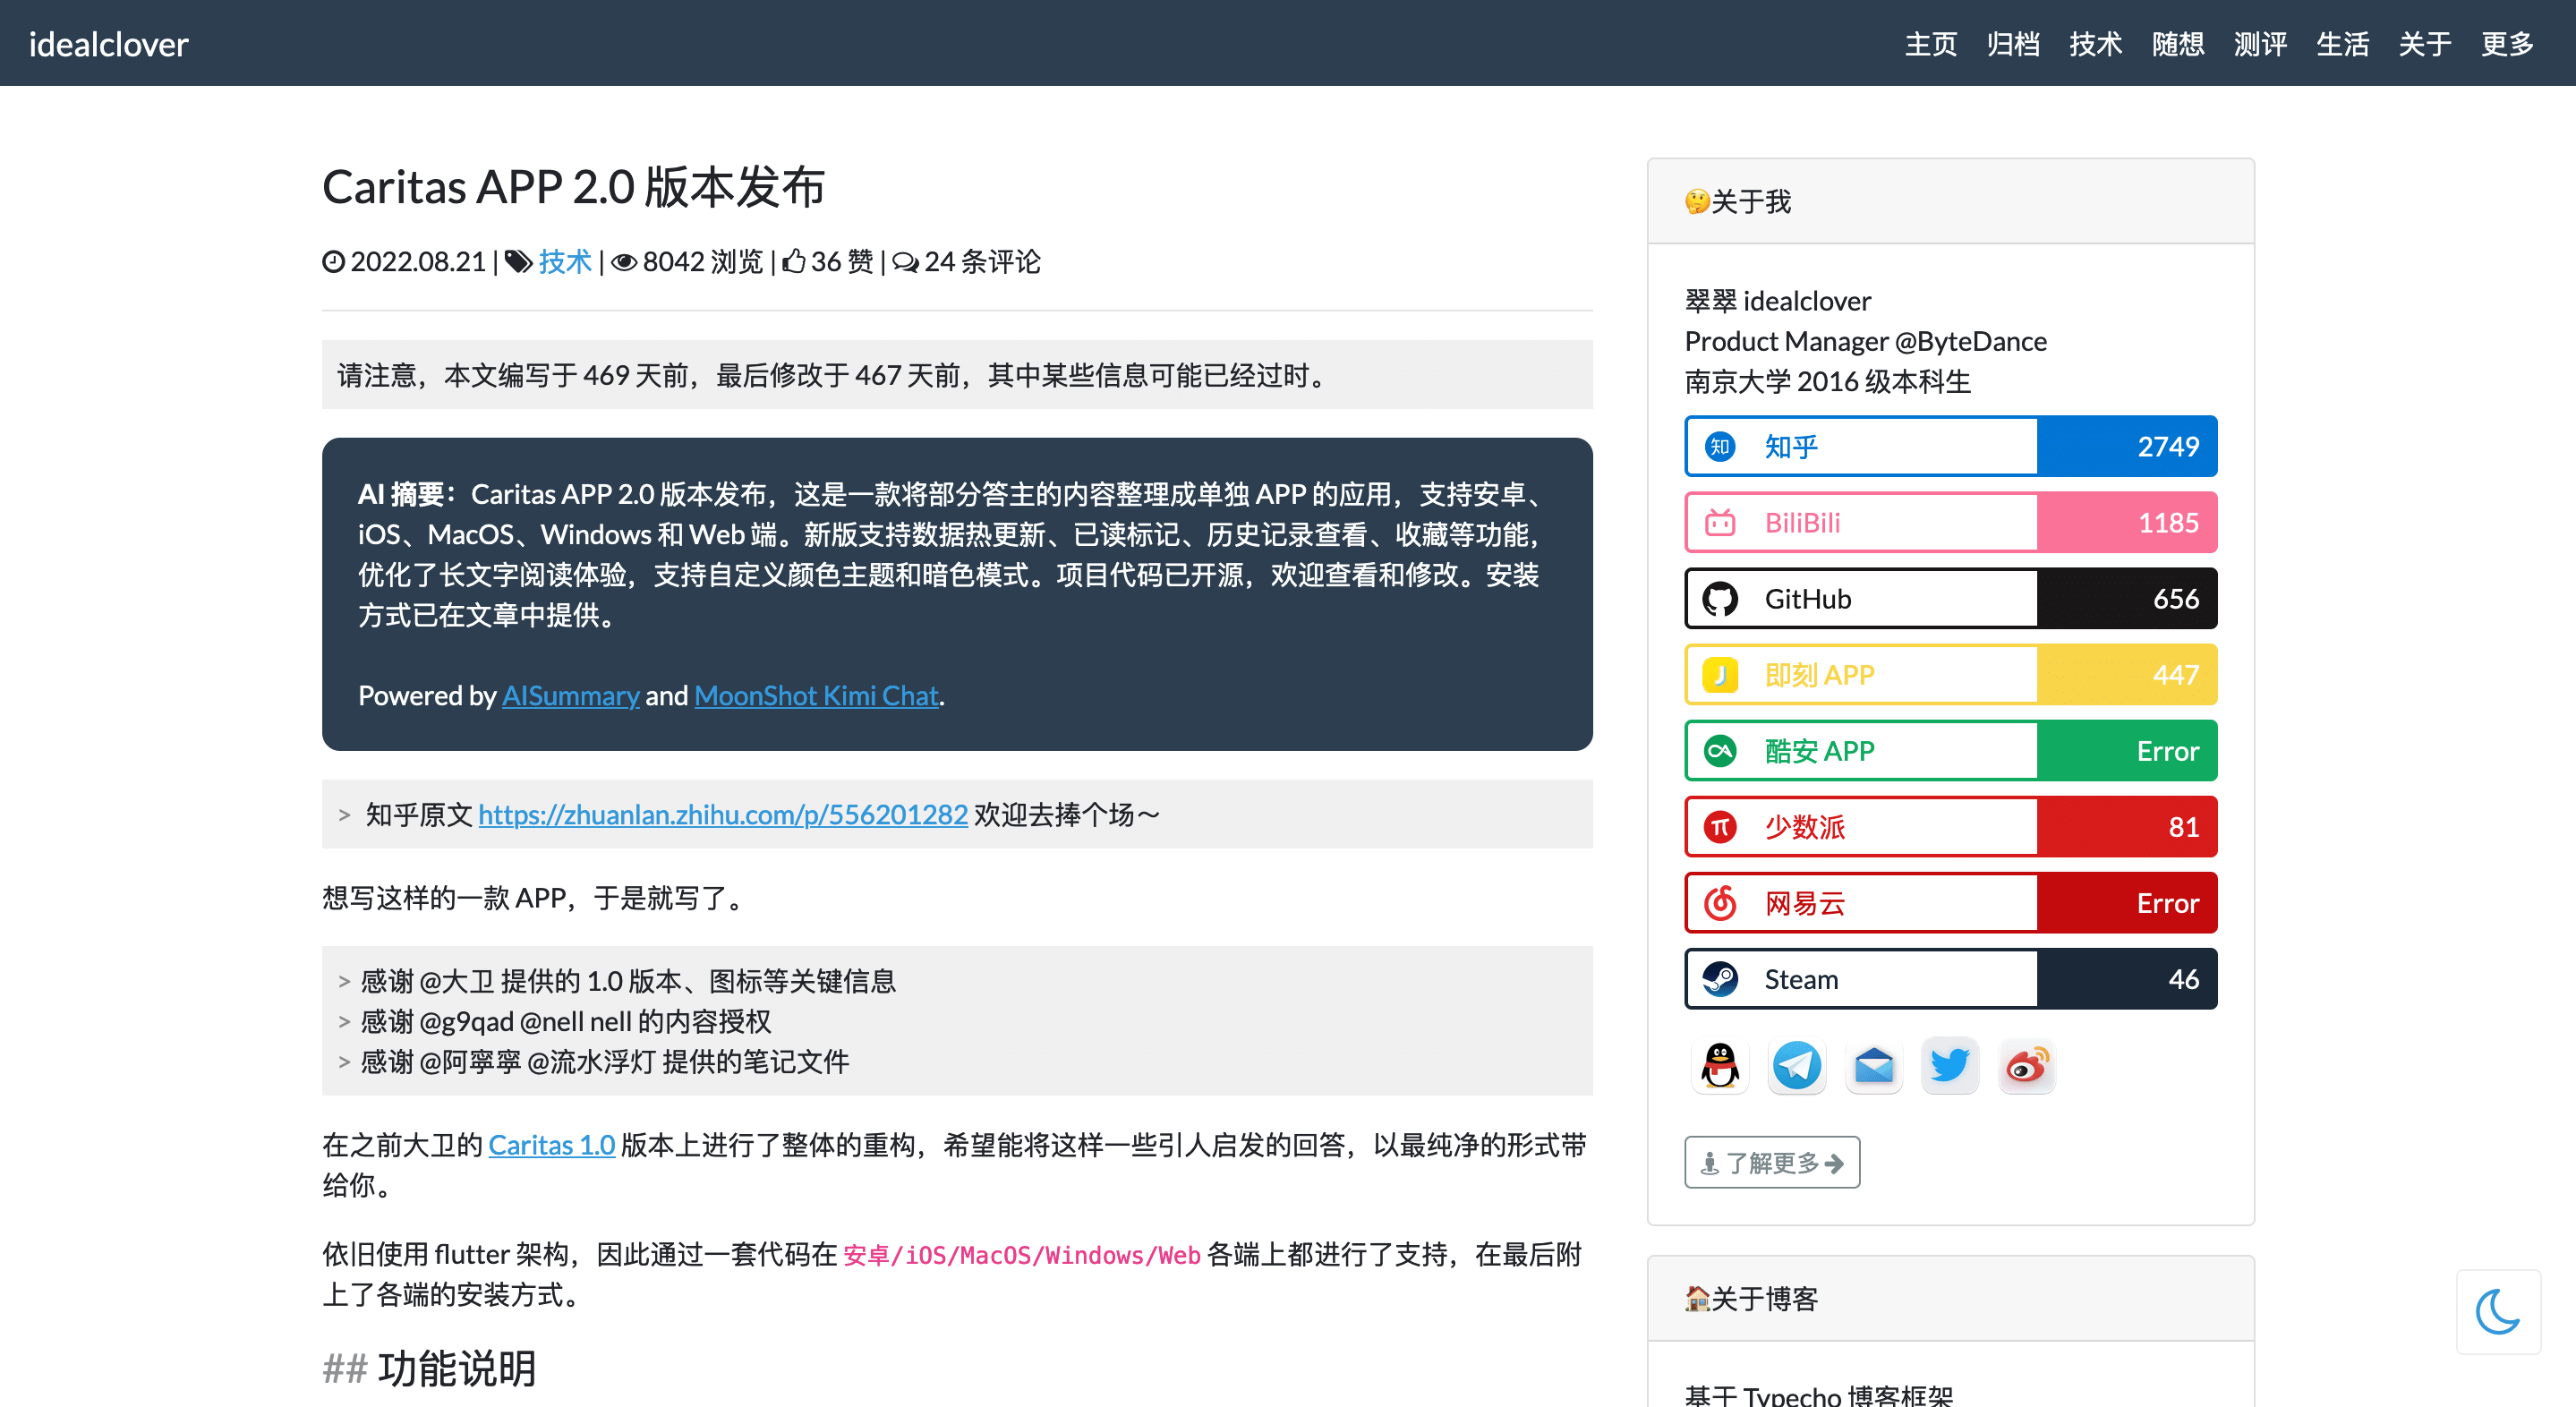 idealclover
主页 归档 技术 随想 测评 生活 关于 更多
Caritas APP 2.0 版本发布
2022.08.21 | 技术 | 8042 浏览 | 36 赞 | 24 条评论
请注意，本文编写于 469 天前，最后修改于 467 天前，其中某些信息可能已经过时。
AI 摘要：Caritas APP 2.0 版本发布，这是一款将部分答主的内容整理成单独 APP 的应用，支持安卓、
iOS、MacOS、Windows 和 Web 端。新版支持数据热更新、已读标记、历史记录查看、收藏等功能，
优化了长文字阅读体验，支持自定义颜色主题和暗色模式。项目代码已开源，欢迎查看和修改。安装
方式已在文章中提供。
Powered by AISummary and MoonShot Kimi Chat.
> 知乎原文 https://zhuanlan.zhihu.com/p/556201282 欢迎去捧个场～
想写这样的一款 APP，于是就写了。
> 感谢 @大卫 提供的 1.0 版本、图标等关键信息
> 感谢 @g9qad @nell nell 的内容授权
> 感谢 @阿寧寧 @流水浮灯 提供的笔记文件
在之前大卫的 Caritas 1.0 版本上进行了整体的重构，希望能将这样一些引人启发的回答，以最纯净的形式带
给你。
依旧使用 flutter 架构，因此通过一套代码在 安卓/iOS/MacOS/Windows/Web 各端上都进行了支持，在最后附
上了各端的安装方式。
## 功能说明
🤔关于我
翠翠 idealclover
Product Manager @ByteDance
南京大学 2016 级本科生
知 知乎 2749
BiliBili 1185
GitHub 656
即刻 APP 447
酷安 APP Error
少数派 81
网易云 Error
Steam 46
了解更多
🏠关于博客
基于 Typecho 博客框架